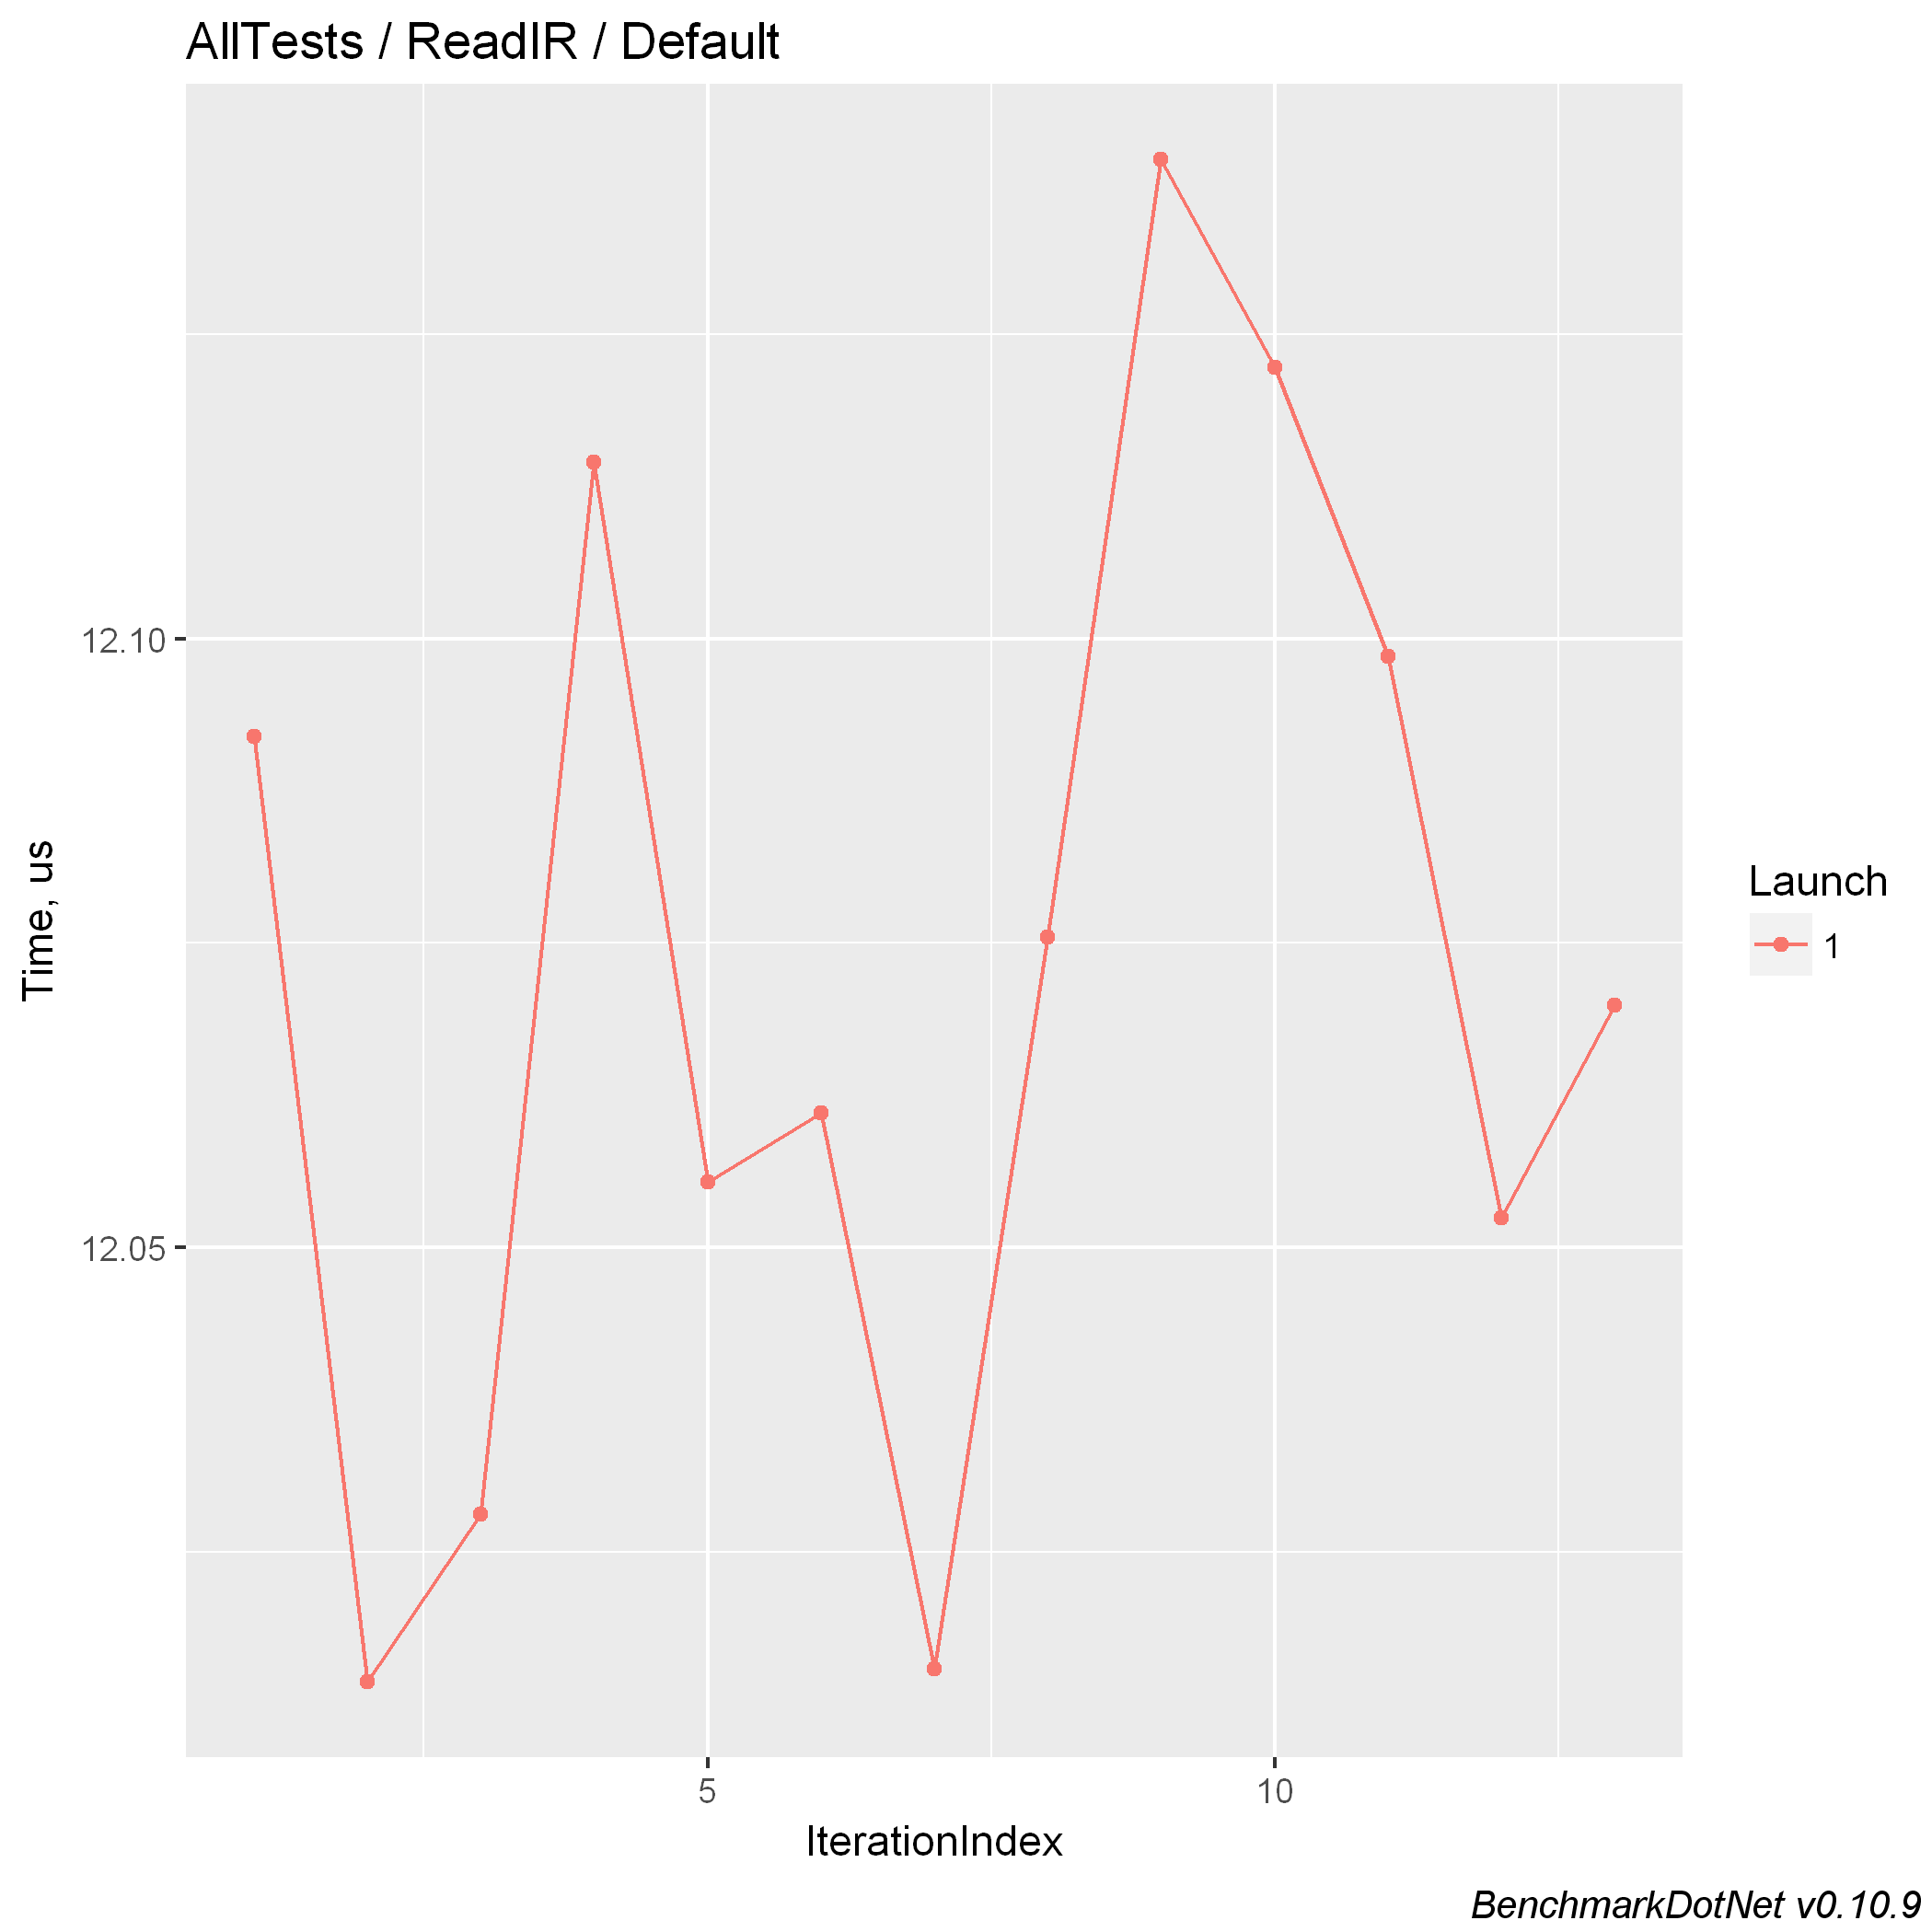 AllTests / ReadIR / Default
Time, us
12.10
12.05
5
10
IterationIndex
Launch
1
BenchmarkDotNet v0.10.9